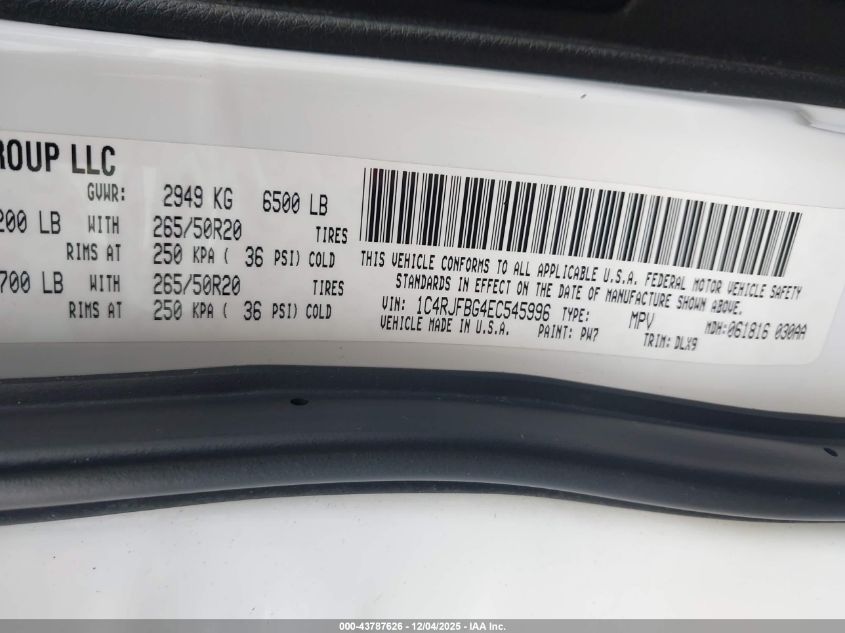 ROUP LLC
GVWR: 2949 KG 6500 LB
200 LB WITH 265/50R20 TIRES
RIMS AT 250 KPA ( 36 PSI) COLD
700 LB WITH 265/50R20 TIRES
RIMS AT 250 KPA ( 36 PSI) COLD
THIS VEHICLE CONFORMS TO ALL APPLICABLE U.S.A. FEDERAL MOTOR VEHICLE SAFETY
STANDARDS IN EFFECT ON THE DATE OF MANUFACTURE SHOWN ABOVE.
VIN: 1C4RJFBG4EC545996 TYPE: MPV MDH:061816 030AA
VEHICLE MADE IN U.S.A. PAINT: PW7 TRIM: DLX9
000-43787626 - 12/04/2025 - IAA Inc.